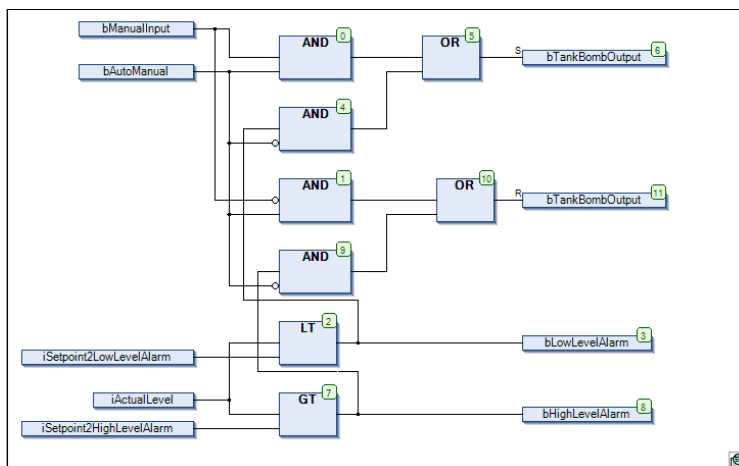 bManualInput
AND 0
OR 5
S
bTankBombOutput 6
bAutoManual
AND 4
AND 1
OR 10
R
bTankBombOutput 11
AND 9
LT 2
bLowLevelAlarm 3
iSetpoint2LowLevelAlarm
iActualLevel
GT 7
bHighLevelAlarm 8
iSetpoint2HighLevelAlarm